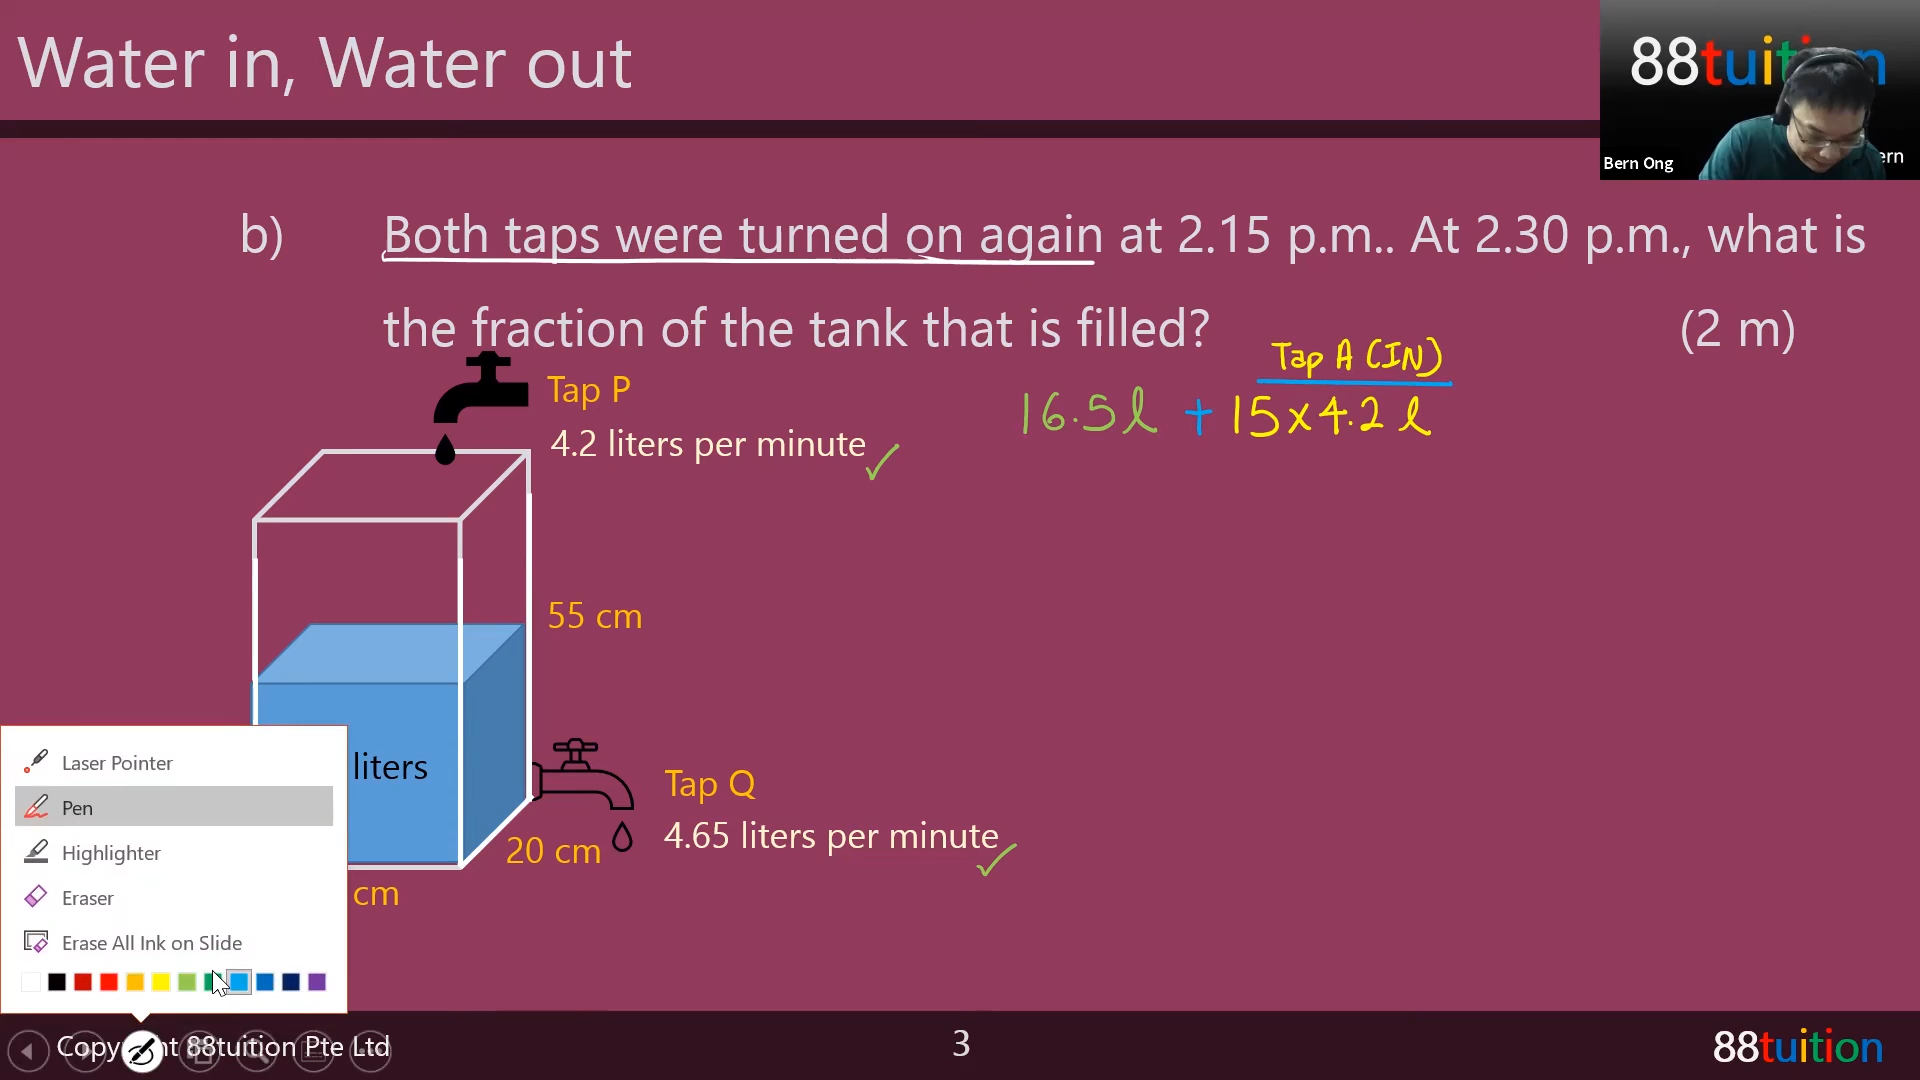 Water in, Water out
88tuition
Bern Ong
ern
b) Both taps were turned on again at 2.15 p.m.. At 2.30 p.m., what is
the fraction of the tank that is filled? (2 m)
Tap A (IN)
16.5l + 15x4.2 l
Tap P
4.2 liters per minute
55 cm
liters
Tap Q
4.65 liters per minute
20 cm
cm
Laser Pointer
Pen
Highlighter
Eraser
Erase All Ink on Slide
88tuition Pte Ltd
3
88tuition